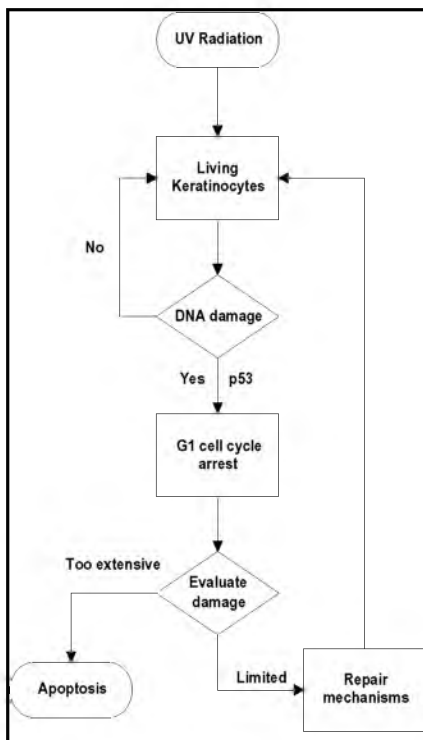 UV Radiation
Living
Keratinocytes
No
DNA damage
Yes p53
G1 cell cycle
arrest
Too extensive
Evaluate
damage
Limited
Repair
mechanisms
Apoptosis